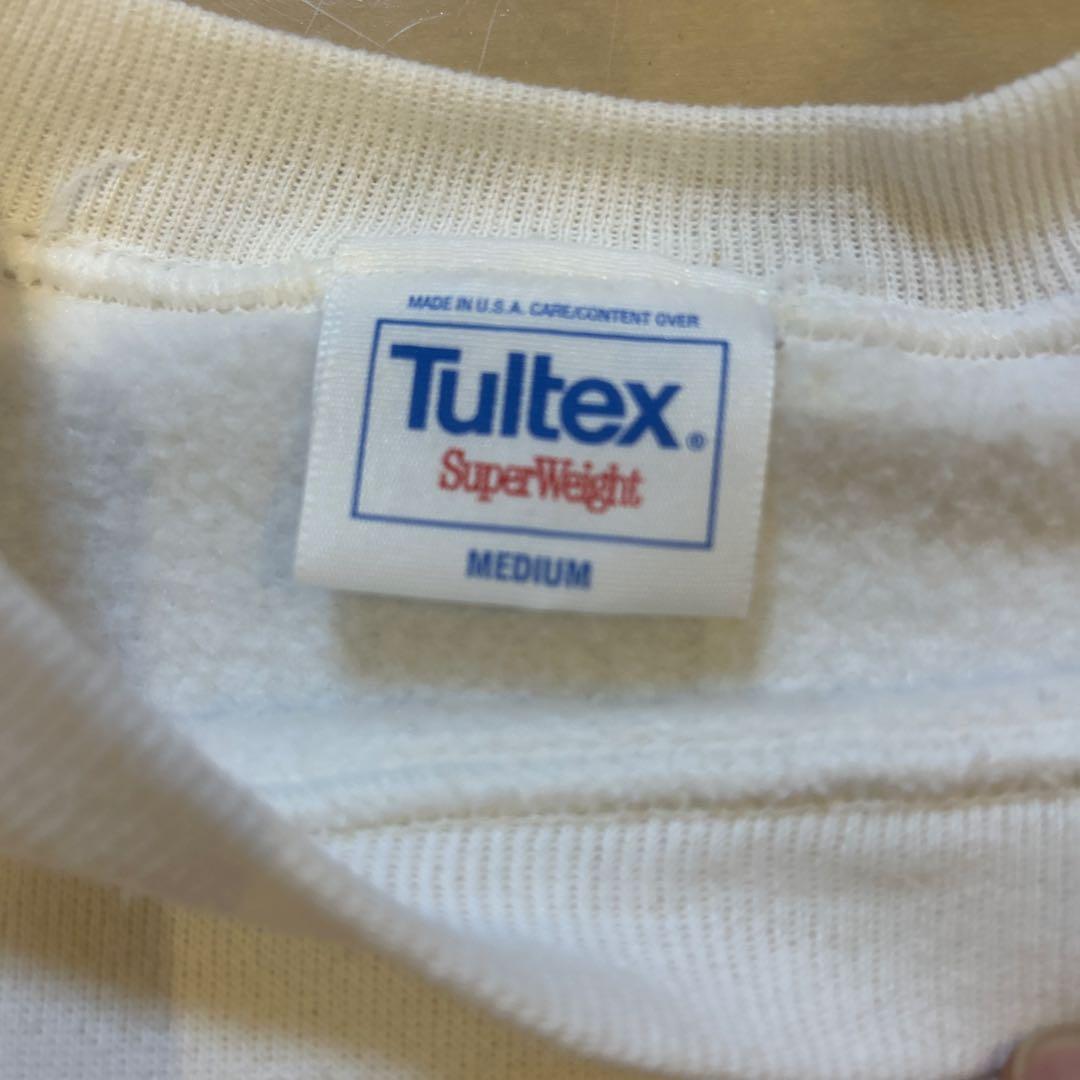 MADE IN U.S.A. CARE/CONTENT OVER
Tultex®
SuperWeight
MEDIUM